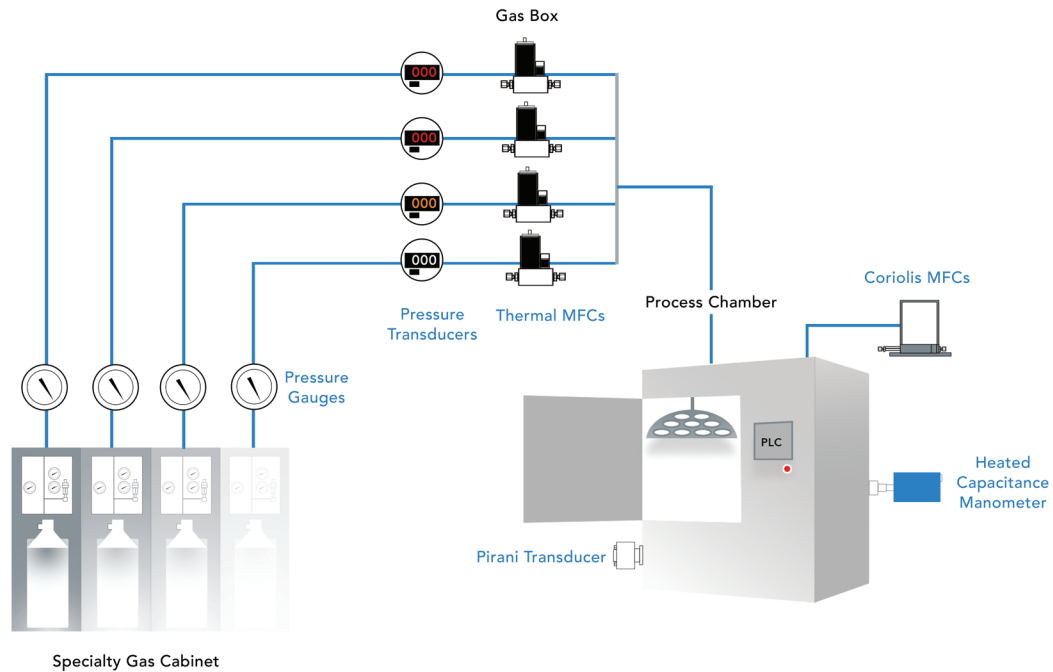 Gas Box
000
000
000
000
Pressure
Transducers
Thermal MFCs
Process Chamber
Coriolis MFCs
Pressure
Gauges
PLC
Heated
Capacitance
Manometer
Pirani Transducer
Specialty Gas Cabinet